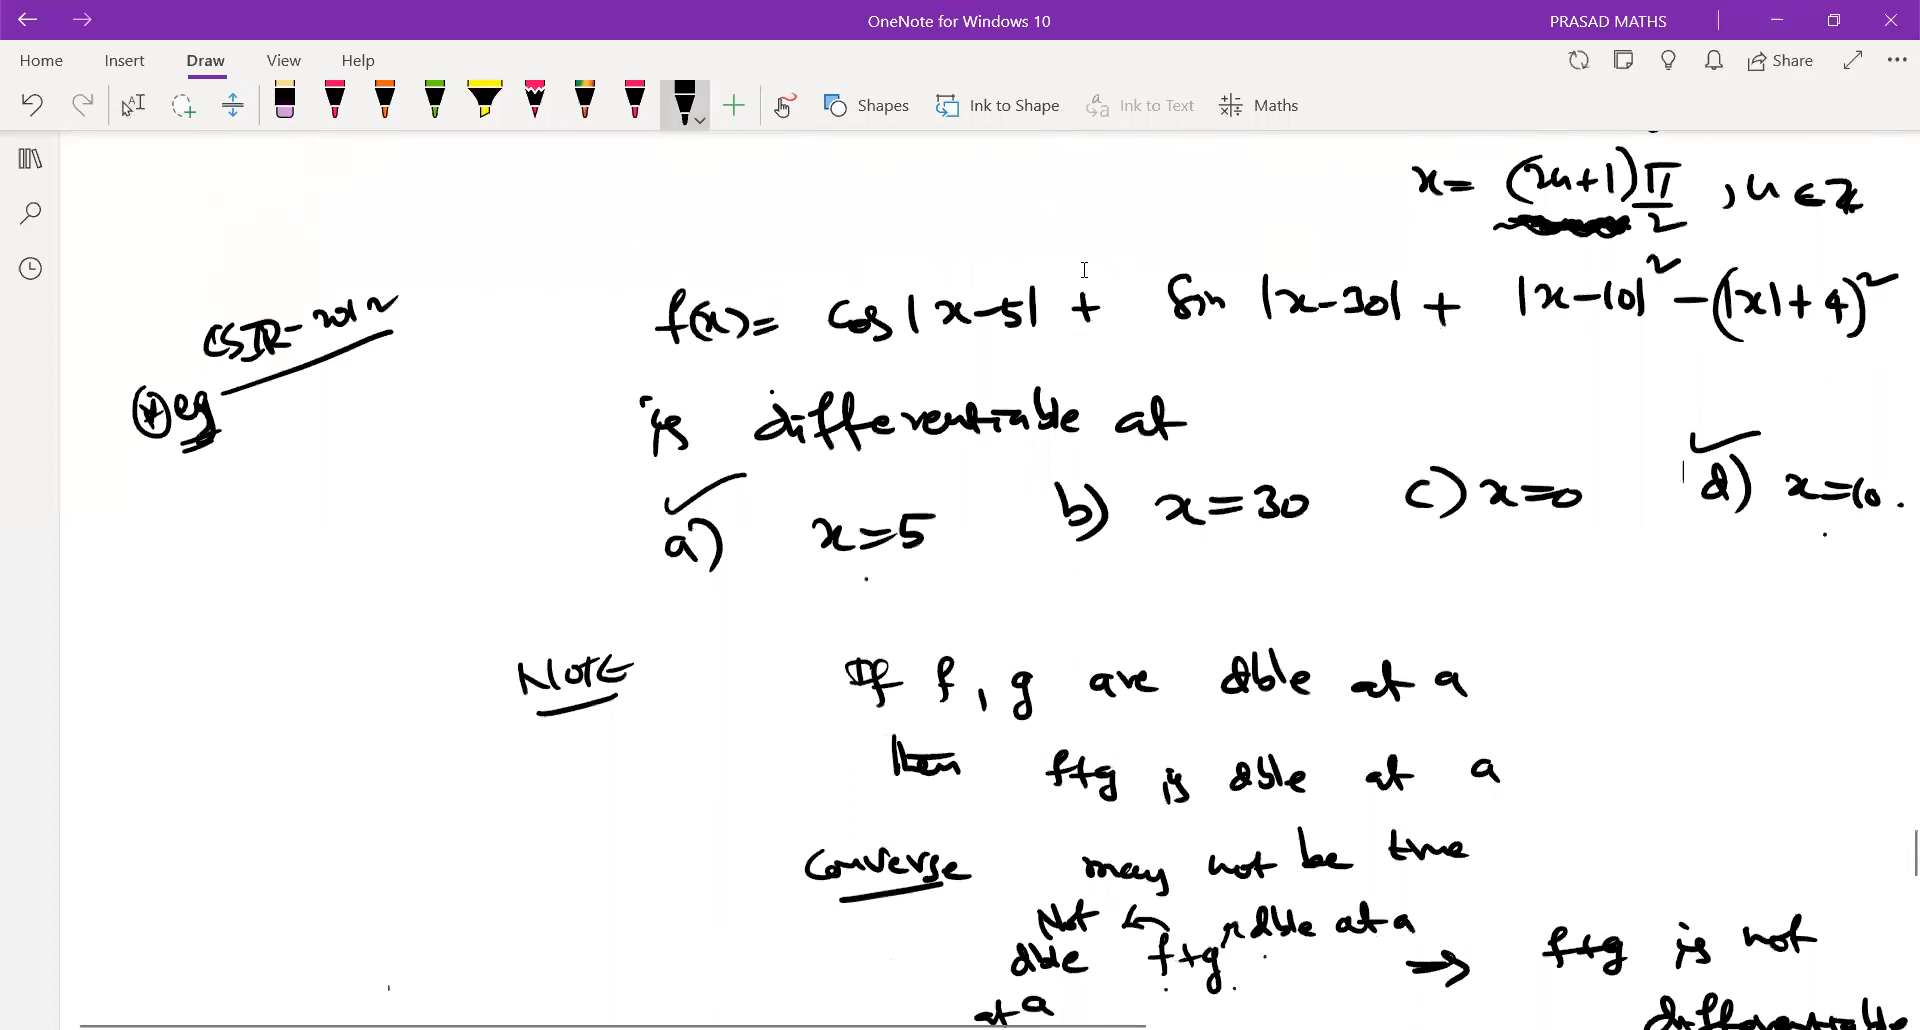 OneNote for Windows 10
PRASAD MATHS
Home Insert Draw View Help
Share
Shapes Ink to Shape Ink to Text Maths
x = (2n+1)π/2 , n ∈ Z
CSIR-2012
f(x) = Cos|x-5| + Sin|x-30| + |x-10|² - (|x|+4)²
* eg
is differentiable at
✓a) x=5 b) x=30 c) x=0 ✓d) x=10.
NOTE If f, g are dble at a
then f+g is dble at a
Converse may not be true
Not ← dble at a
dble f+g ⇒ f+g is not
at a differentiable